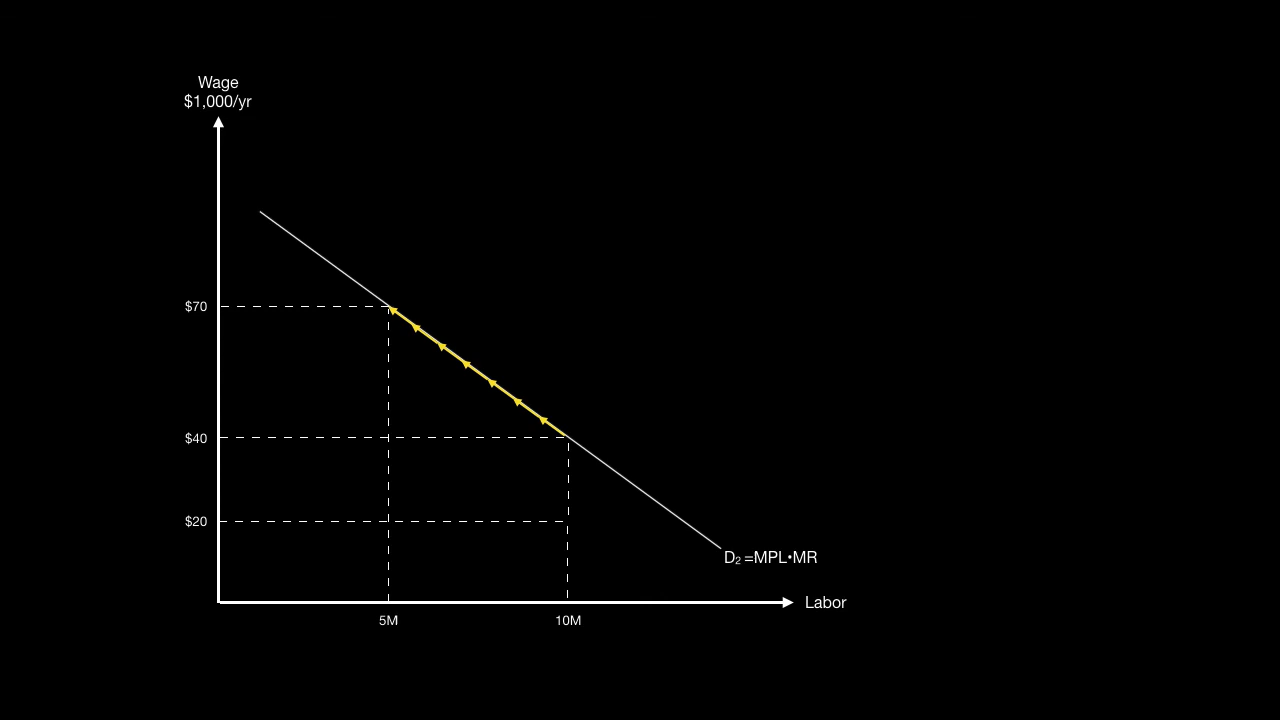 Wage
$1,000/yr
$70
$40
$20
D₂ =MPL•MR
Labor
5M
10M